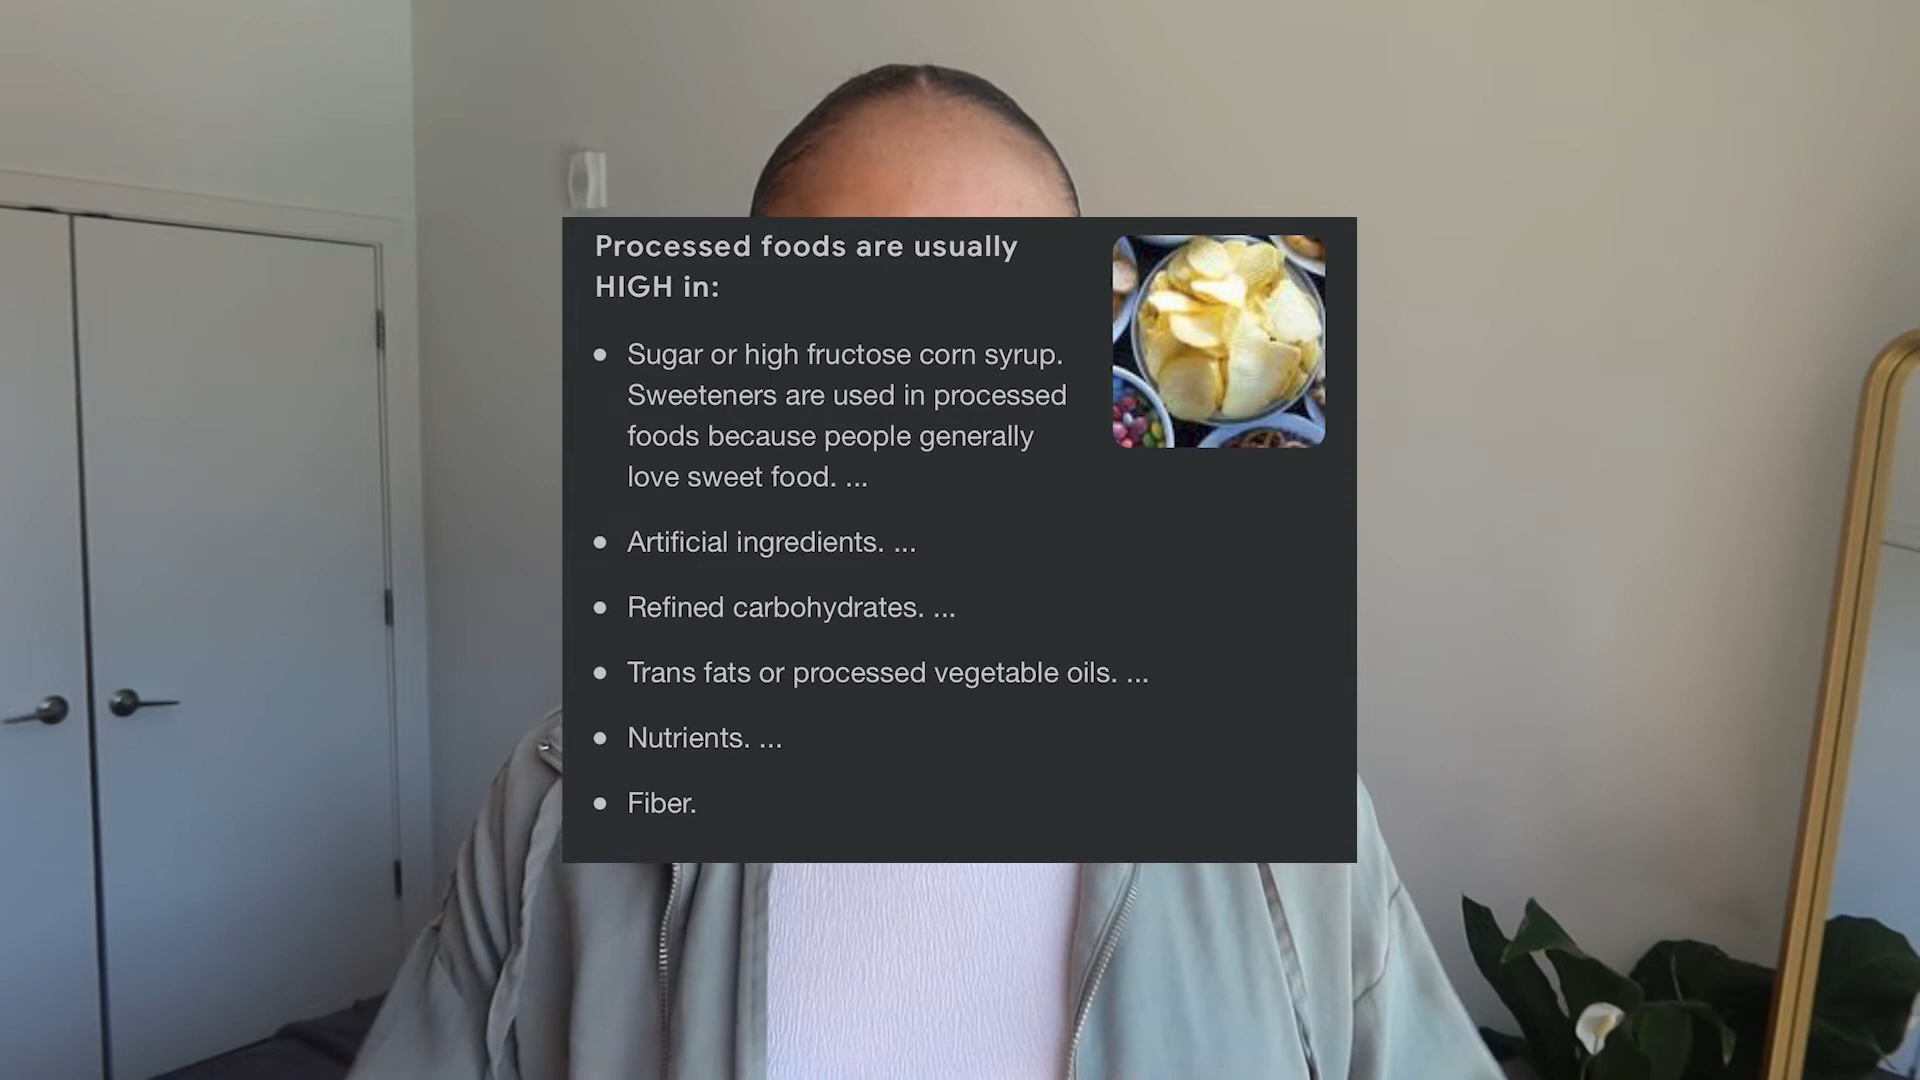 Processed foods are usually
HIGH in:
• Sugar or high fructose corn syrup.
Sweeteners are used in processed
foods because people generally
love sweet food. ...
• Artificial ingredients. ...
• Refined carbohydrates. ...
• Trans fats or processed vegetable oils. ...
• Nutrients. ...
• Fiber.